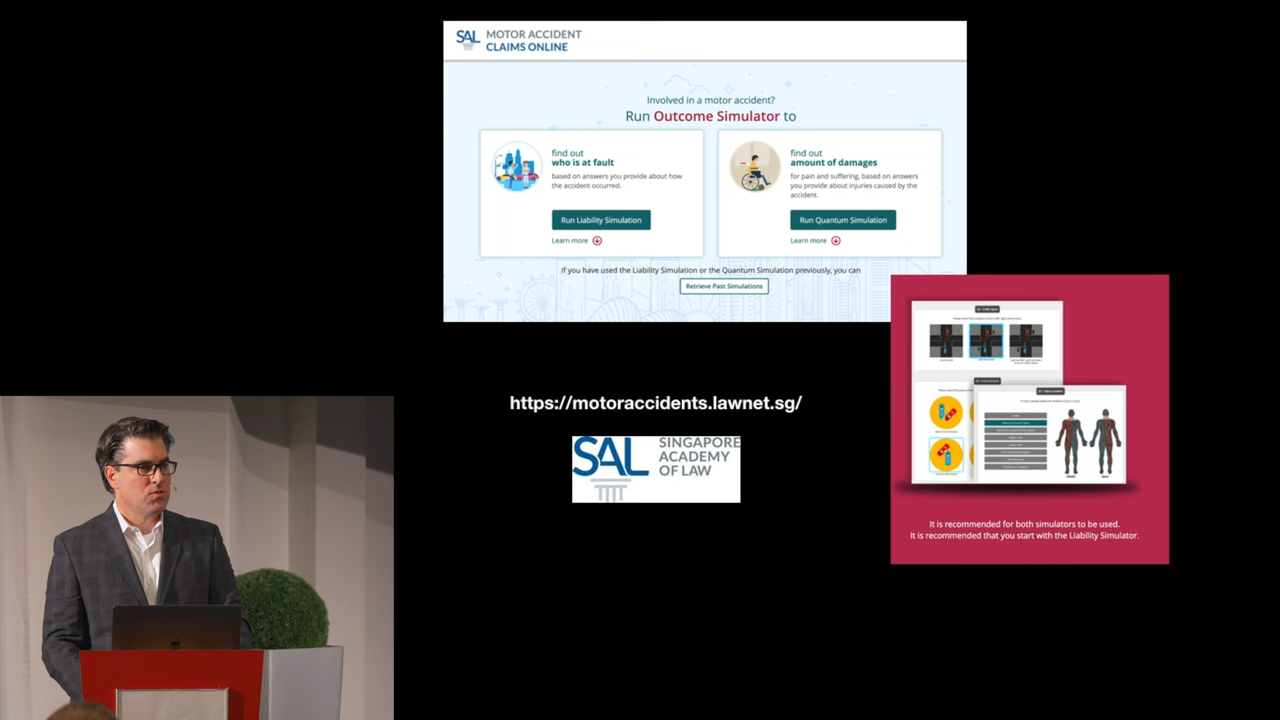 SAL MOTOR ACCIDENT
CLAIMS ONLINE
Involved in a motor accident?
Run Outcome Simulator to
find out
who is at fault
based on answers you provide about how
the accident occurred.
Run Liability Simulation
Learn more
find out
amount of damages
for pain and suffering, based on answers
you provide about injuries caused by the
accident.
Run Quantum Simulation
Learn more
If you have used the Liability Simulation or the Quantum Simulation previously, you can
Retrieve Past Simulations
https://motoraccidents.lawnet.sg/
SAL SINGAPORE
ACADEMY
OF LAW
FRONT
BACK
It is recommended for both simulators to be used.
It is recommended that you start with the Liability Simulator.